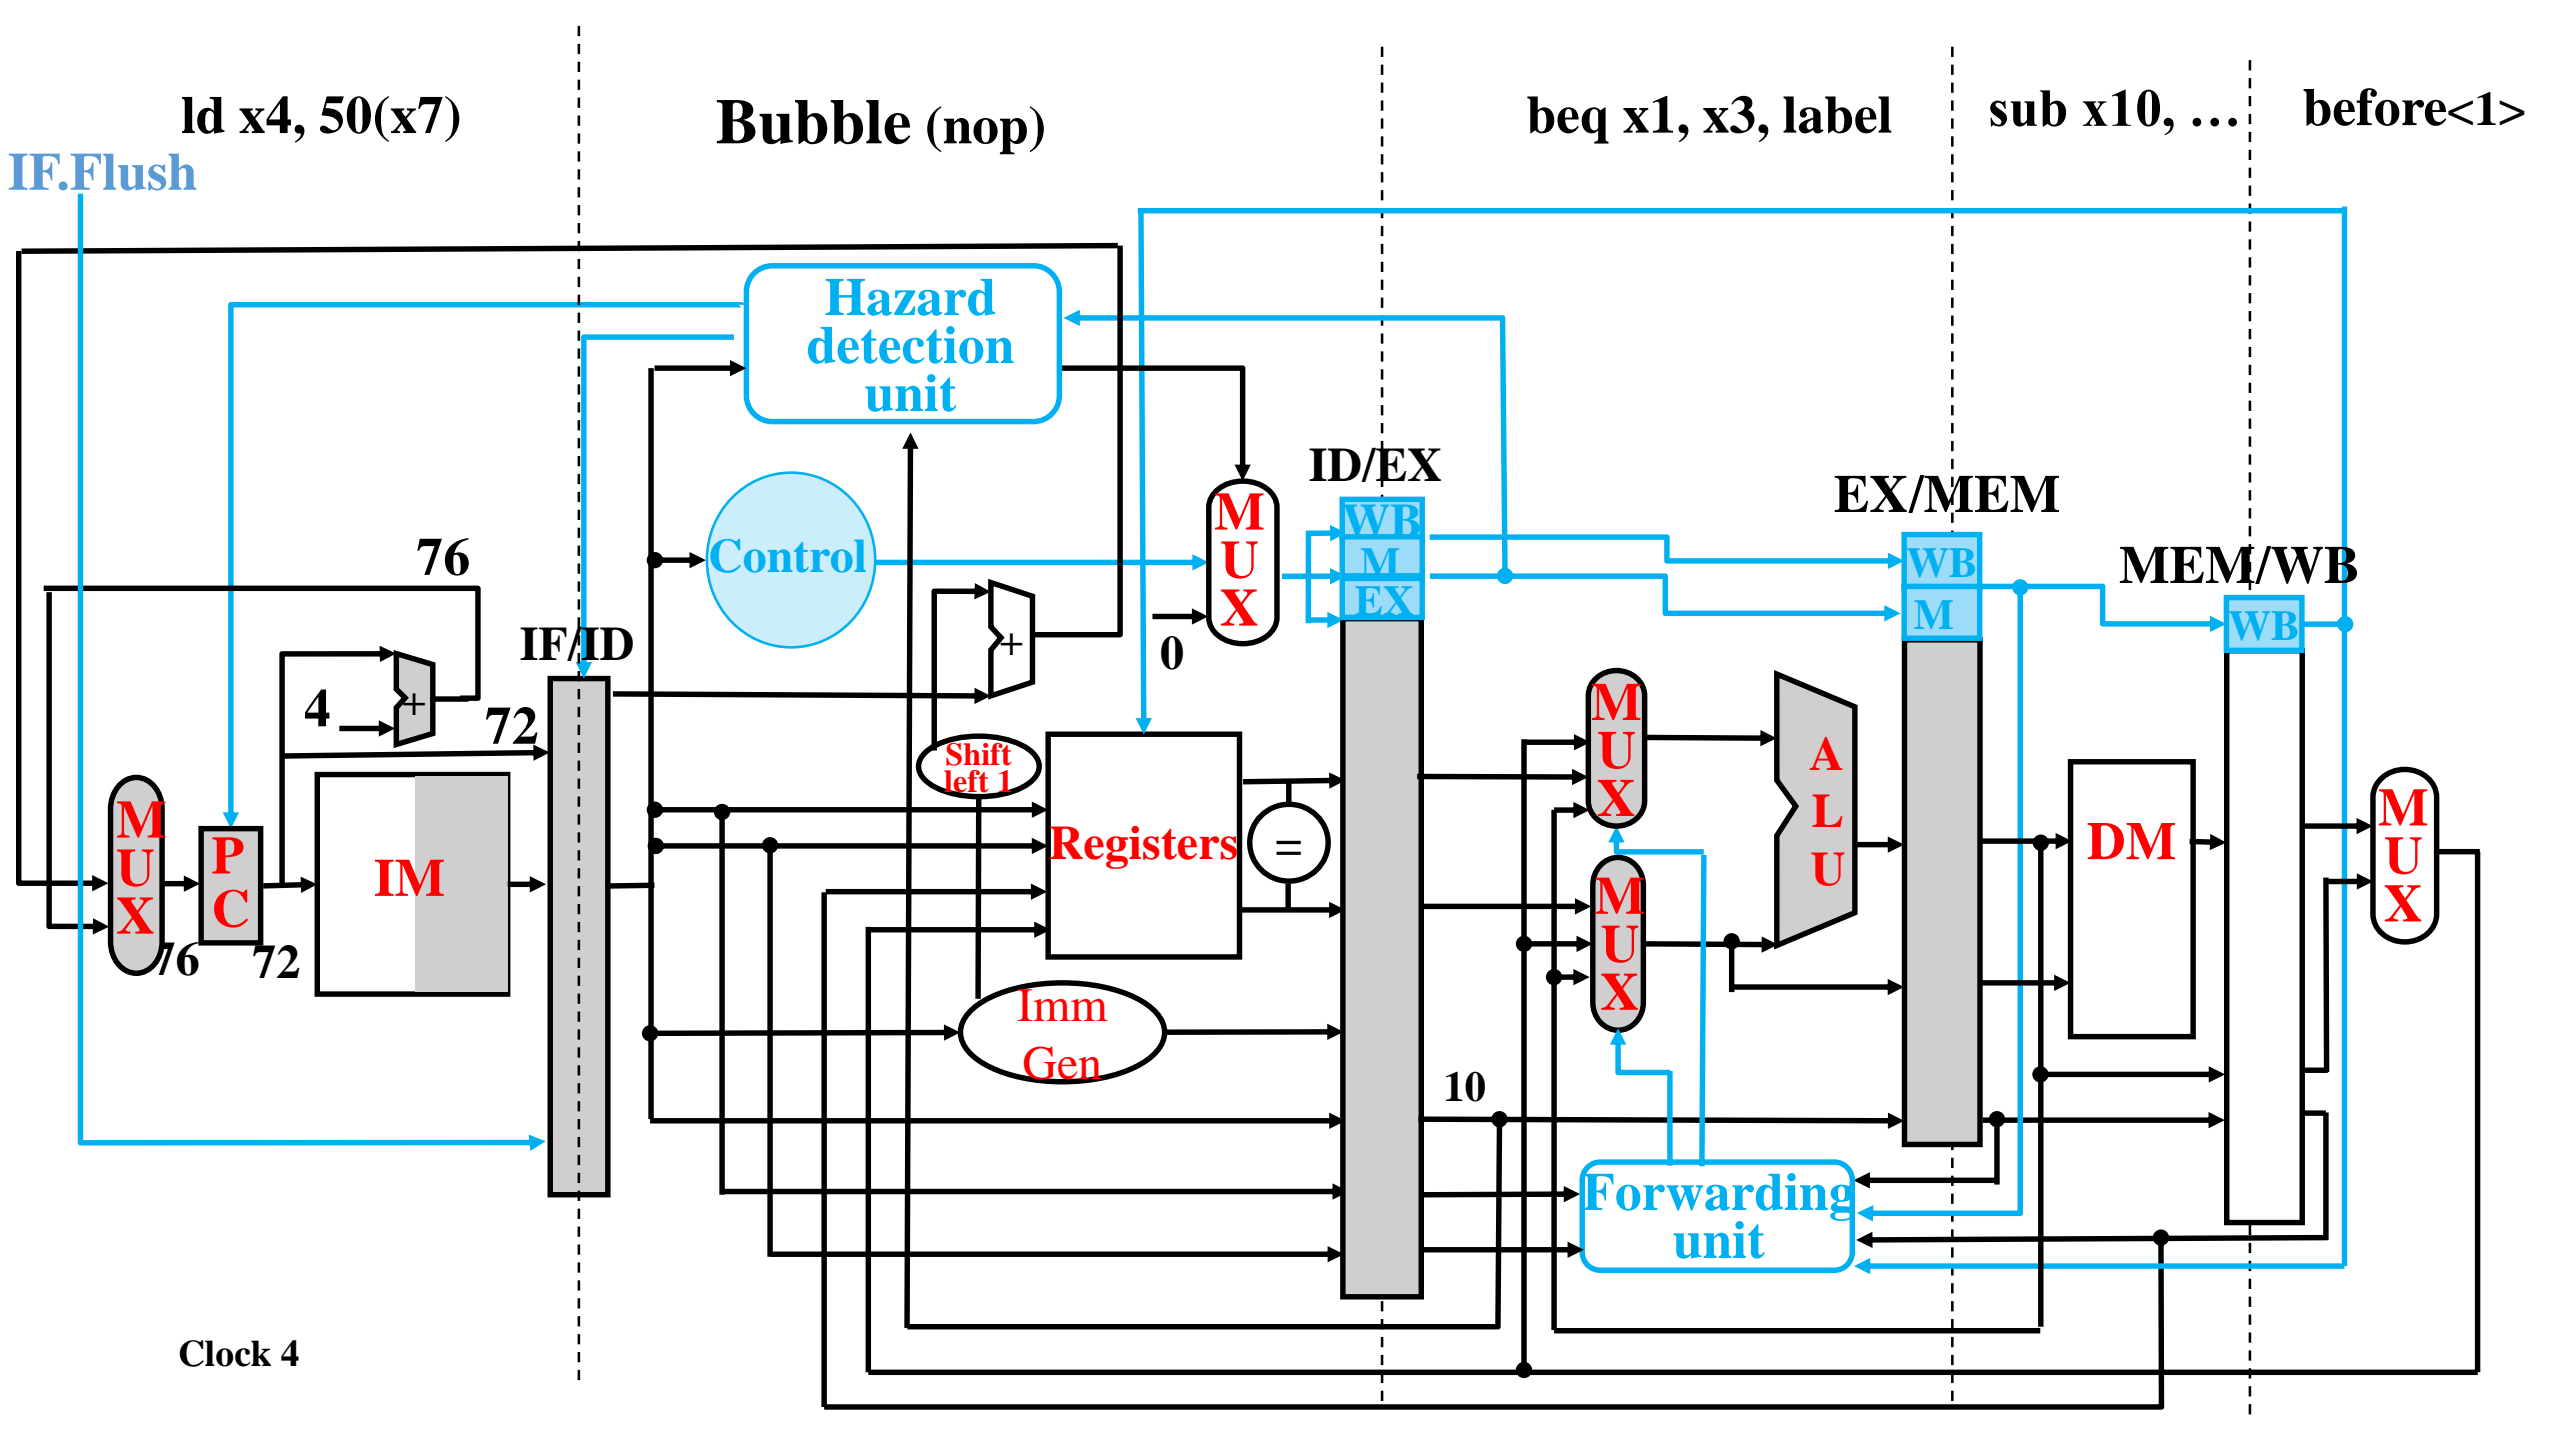 ld x4, 50(x7)
Bubble (nop)
beq x1, x3, label
sub x10, …
before<1>
IF.Flush
Hazard
detection
unit
ID/EX
EX/MEM
MEM/WB
IF/ID
Control
M
U
X
0
WB
M
EX
WB
M
WB
76
4
+
72
+
Shift
left 1
M
U
X
76
P
C
72
IM
Registers
=
Imm
Gen
M
U
X
M
U
X
A
L
U
DM
M
U
X
10
Forwarding
unit
Clock 4